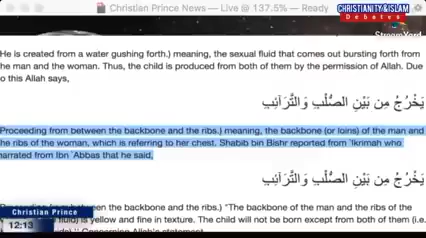 Christian Prince News — Live @ 137.5% — Ready
CHRISTIANITY&ISLAM
Debates
StreamYard
He is created from a water gushing forth.) meaning, the sexual fluid that comes out bursting forth from
he man and the woman. Thus, the child is produced from both of them by the permission of Allah. Due
o this Allah says,
يَخْرُجُ مِن بَيْنِ الصُّلْبِ وَالتَّرَآئِبِ
Proceeding from between the backbone and the ribs.) meaning, the backbone (or loins) of the man and
he ribs of the woman, which is referring to her chest. Shabib bin Bishr reported from `Ikrimah who
narrated from Ibn `Abbas that he said,
يَخْرُجُ مِن بَيْنِ الصُّلْبِ وَالتَّرَآئِبِ
between the backbone and the ribs.) "The backbone of the man and the ribs of the
fluid) is yellow and fine in texture. The child will not be born except from both of them (i.e.
Concerning Allah's statement
Christian Prince
12:13